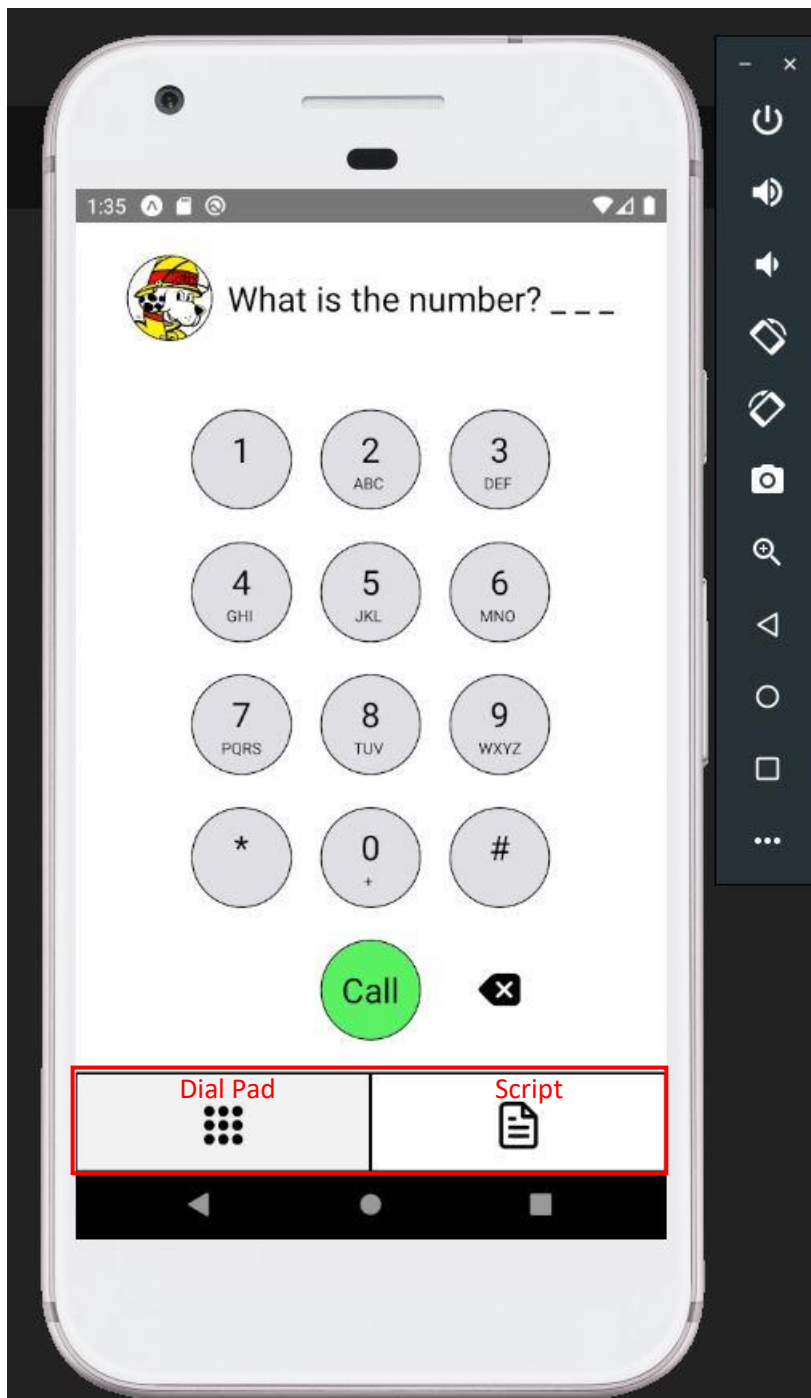 1:35
What is the number? _ _ _
1 2 3
ABC DEF
4 5 6
GHI JKL MNO
7 8 9
PQRS TUV WXYZ
* 0 #
+
Call
Dial Pad Script